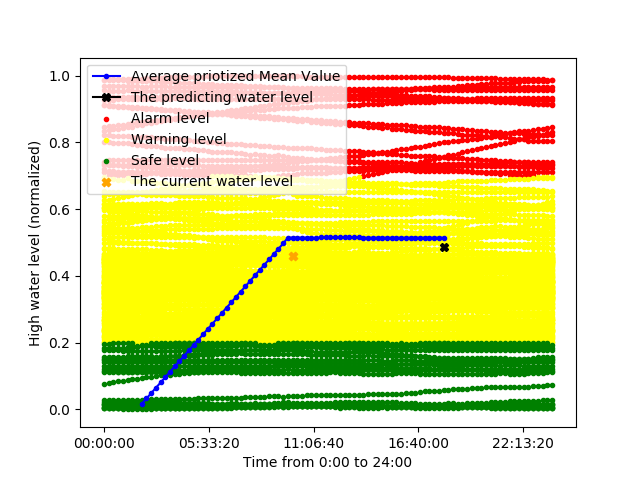 Average priotized Mean Value
The predicting water level
Alarm level
Warning level
Safe level
The current water level
High water level (normalized)
1.0
0.8
0.6
0.4
0.2
0.0
00:00:00 05:33:20 11:06:40 16:40:00 22:13:20
Time from 0:00 to 24:00